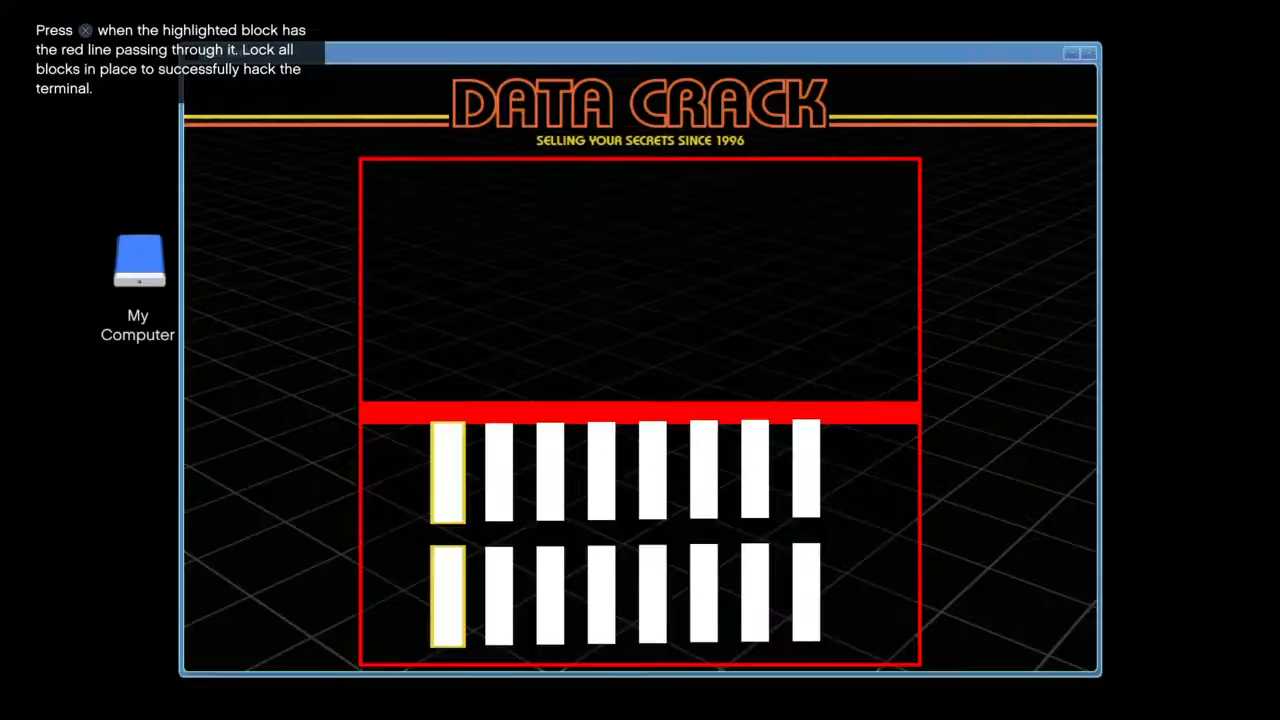 Press ⊗ when the highlighted block has
the red line passing through it. Lock all
blocks in place to successfully hack the
terminal.
DATA CRACK
SELLING YOUR SECRETS SINCE 1996
My
Computer